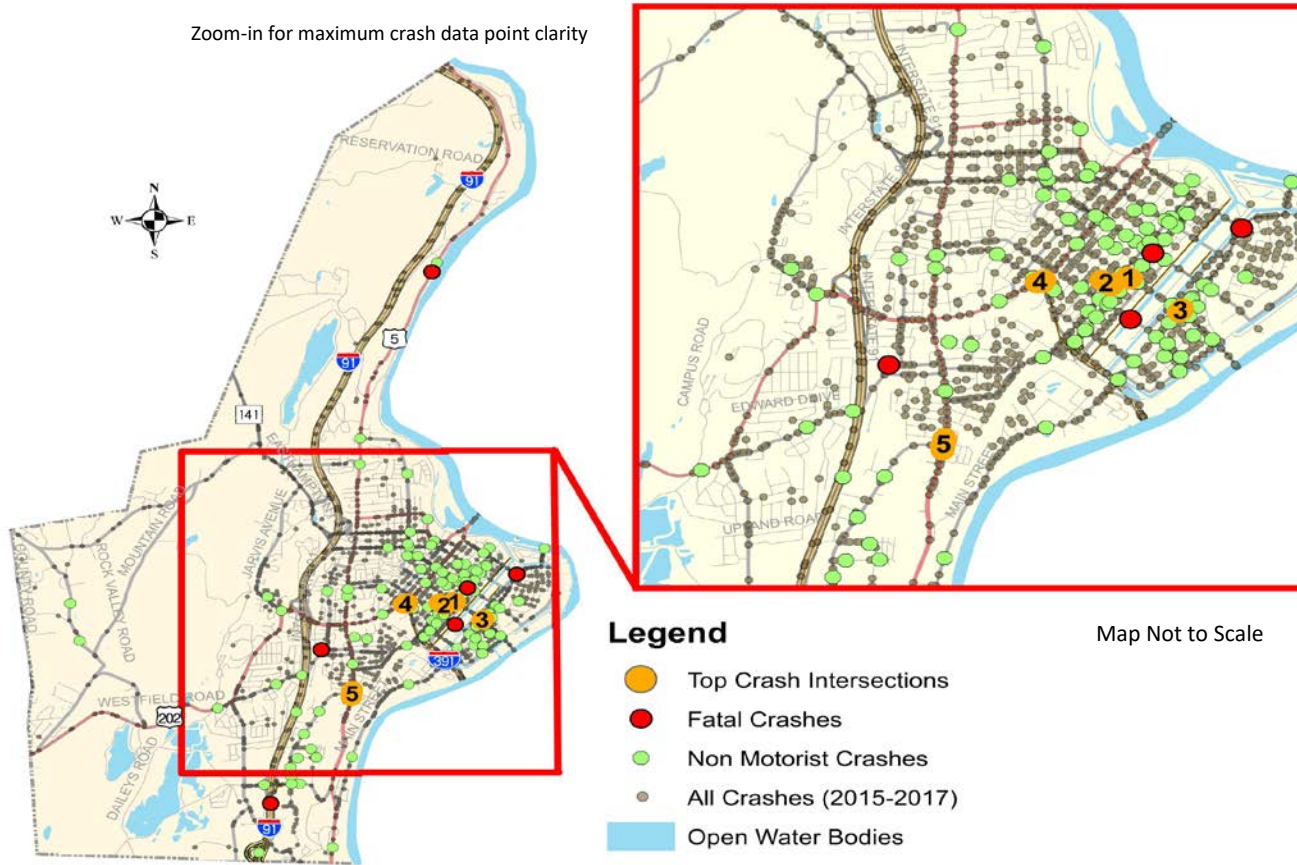 Zoom-in for maximum crash data point clarity
N
W E
S
RESERVATION ROAD
91
5
91
141
EASTHAMPTON
MOUNTAIN ROAD
JARVIS AVENUE
ROCK VALLEY ROAD
COUNTY ROAD
4
2
1
3
391
5
WESTFIELD ROAD
202
MAIN STREET
DAILEYS ROAD
91
INTERSTATE 91
INTERSTATE
INTERSTATE 91
4
2
1
3
CAMPUS ROAD
EDWARD DRIVE
5
MAIN STREET
UPLAND ROAD
Legend
Map Not to Scale
Top Crash Intersections
Fatal Crashes
Non Motorist Crashes
All Crashes (2015-2017)
Open Water Bodies